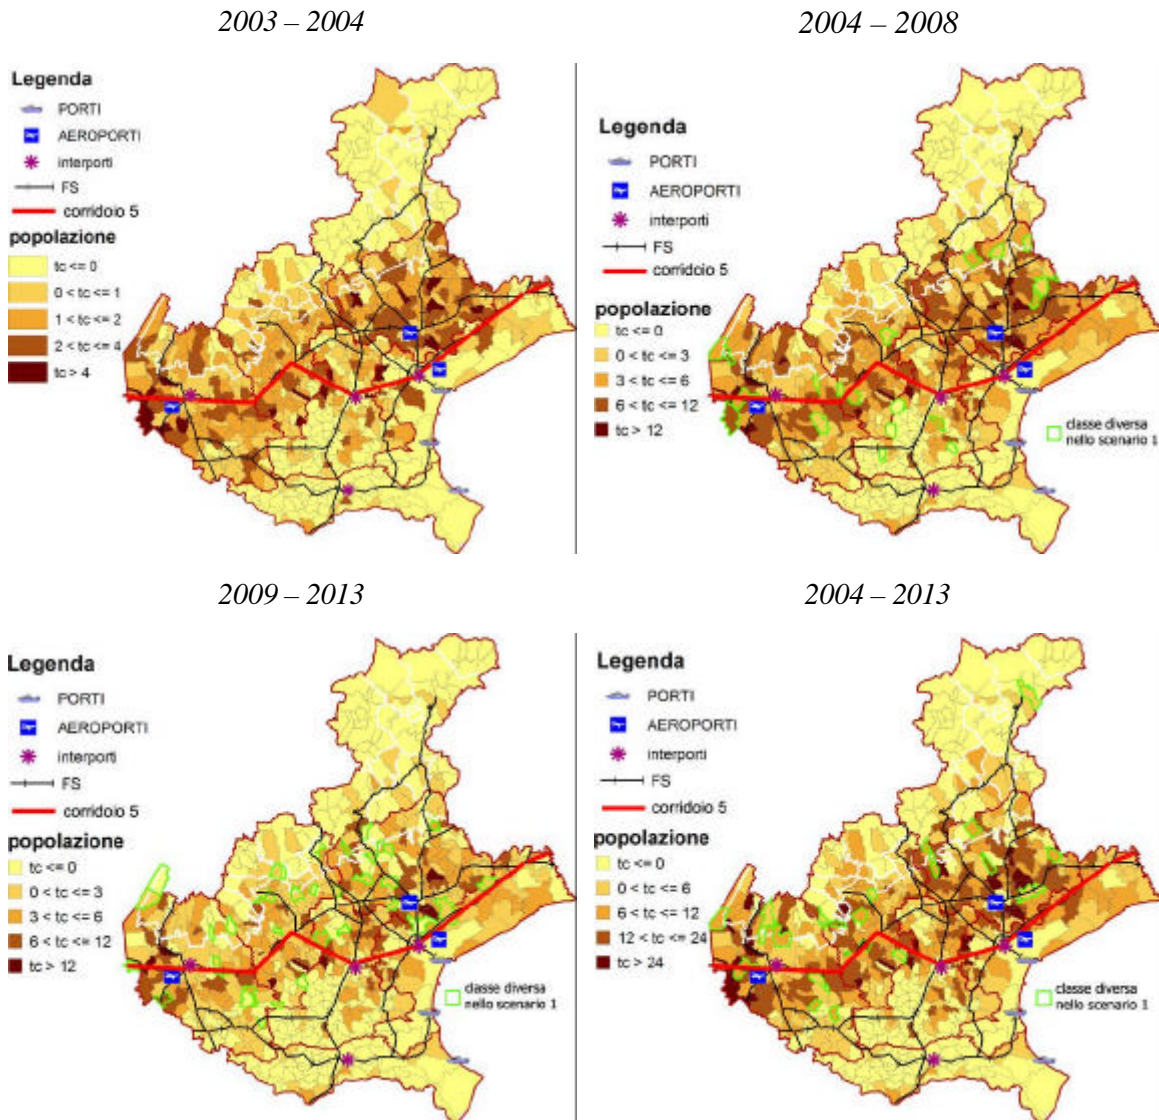 2003 – 2004
Legenda
PORTI
AEROPORTI
interporti
FS
corridoio 5
popolazione
tc <= 0
0 < tc <= 1
1 < tc <= 2
2 < tc <= 4
tc > 4
2004 – 2008
Legenda
PORTI
AEROPORTI
interporti
FS
corridoio 5
popolazione
tc <= 0
0 < tc <= 3
3 < tc <= 6
6 < tc <= 12
tc > 12
classe diversa
nello scenario 1
2009 – 2013
Legenda
PORTI
AEROPORTI
interporti
FS
corridoio 5
popolazione
tc <= 0
0 < tc <= 3
3 < tc <= 6
6 < tc <= 12
tc > 12
classe diversa
nello scenario 1
2004 – 2013
Legenda
PORTI
AEROPORTI
interporti
FS
corridoio 5
popolazione
tc <= 0
0 < tc <= 6
6 < tc <= 12
12 < tc <= 24
tc > 24
classe diversa
nello scenario 1